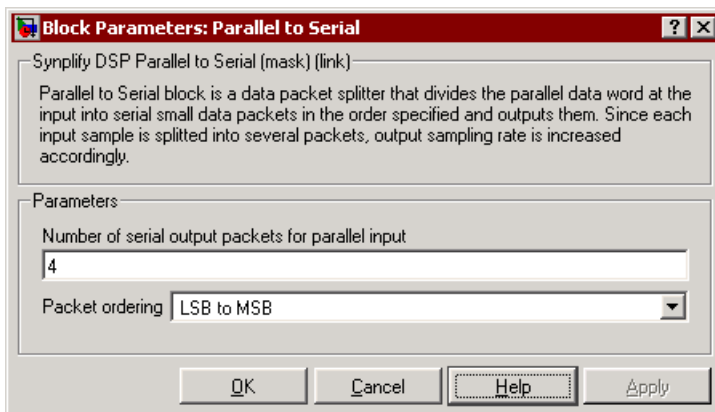 Block Parameters: Parallel to Serial
Synplify DSP Parallel to Serial (mask) (link)
Parallel to Serial block is a data packet splitter that divides the parallel data word at the
input into serial small data packets in the order specified and outputs them. Since each
input sample is splitted into several packets, output sampling rate is increased
accordingly.
Parameters
Number of serial output packets for parallel input
4
Packet ordering LSB to MSB
OK Cancel Help Apply